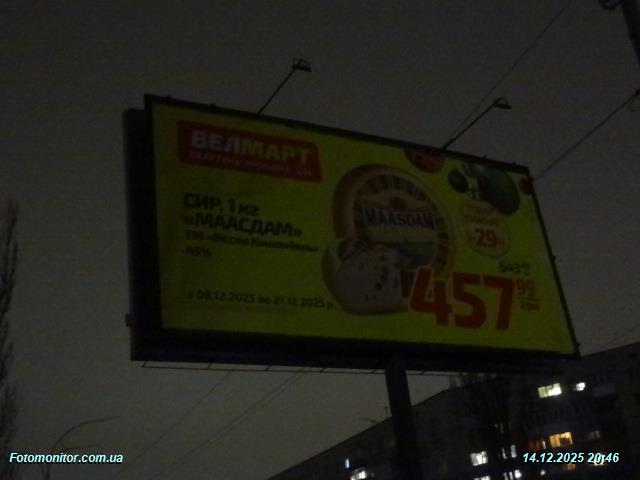 ВЕЛМАРТ
СИР, 1 кг
«МААСДАМ»
45%
з 08.12.2025 до 21.12.2025 р.
MAASDAM
-29%
457 99
грн
Fotomonitor.com.ua
14.12.2025 20:46